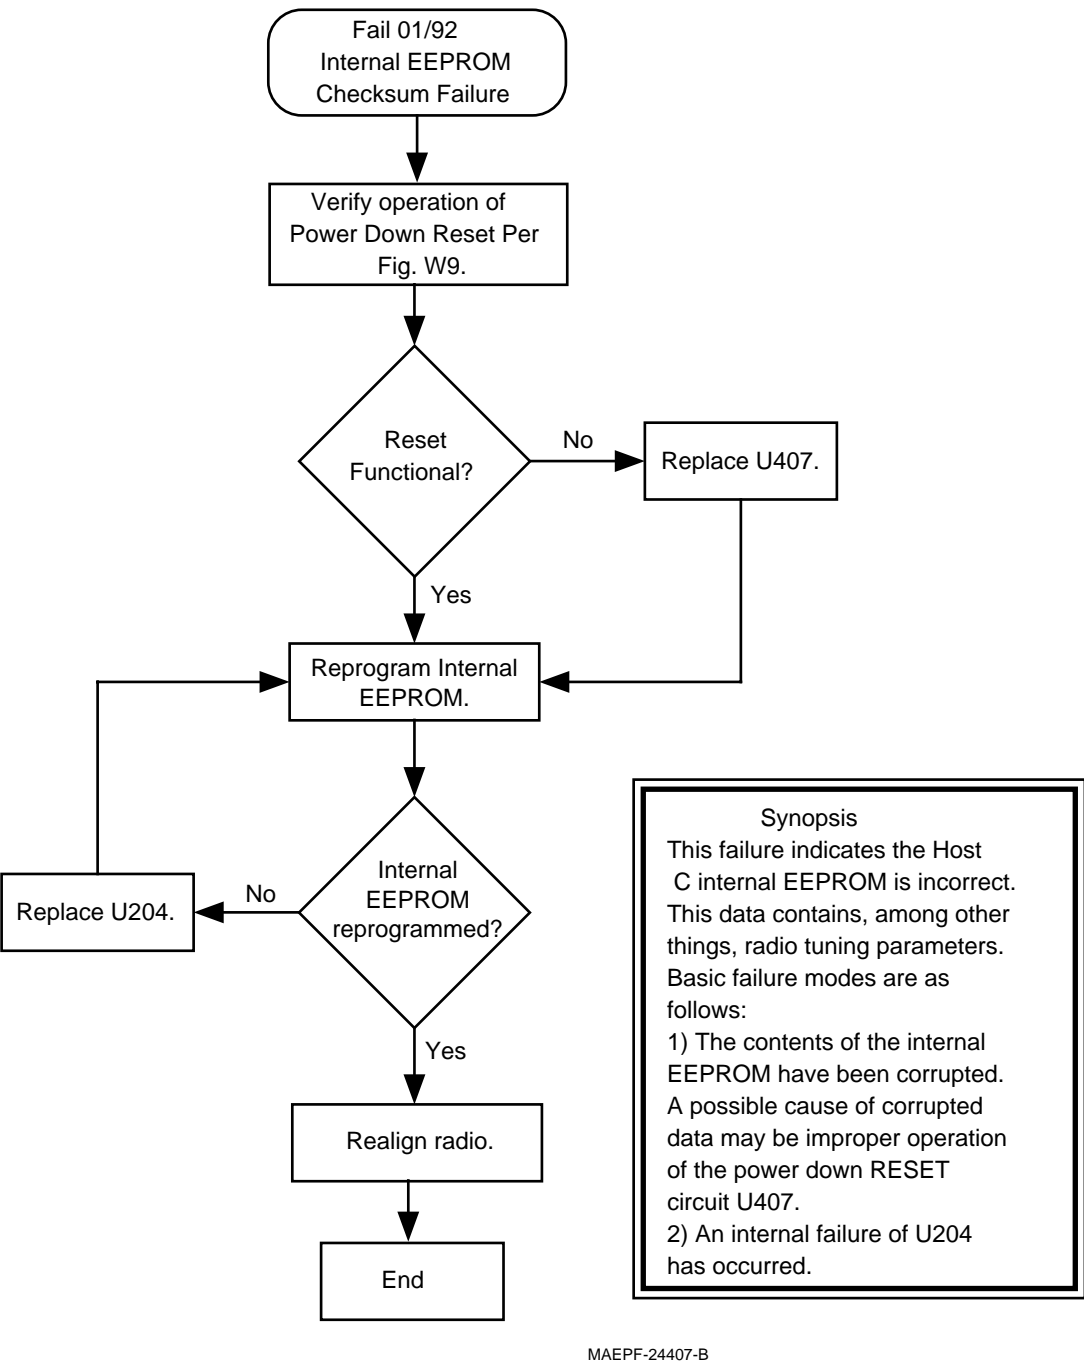 Fail 01/92
Internal EEPROM
Checksum Failure
Verify operation of
Power Down Reset Per
Fig. W9.
Reset
Functional?
No
Replace U407.
Yes
Reprogram Internal
EEPROM.
Internal
EEPROM
reprogrammed?
No
Replace U204.
Yes
Realign radio.
End
Synopsis
This failure indicates the Host
C internal EEPROM is incorrect.
This data contains, among other
things, radio tuning parameters.
Basic failure modes are as
follows:
1) The contents of the internal
EEPROM have been corrupted.
A possible cause of corrupted
data may be improper operation
of the power down RESET
circuit U407.
2) An internal failure of U204
has occurred.
MAEPF-24407-B